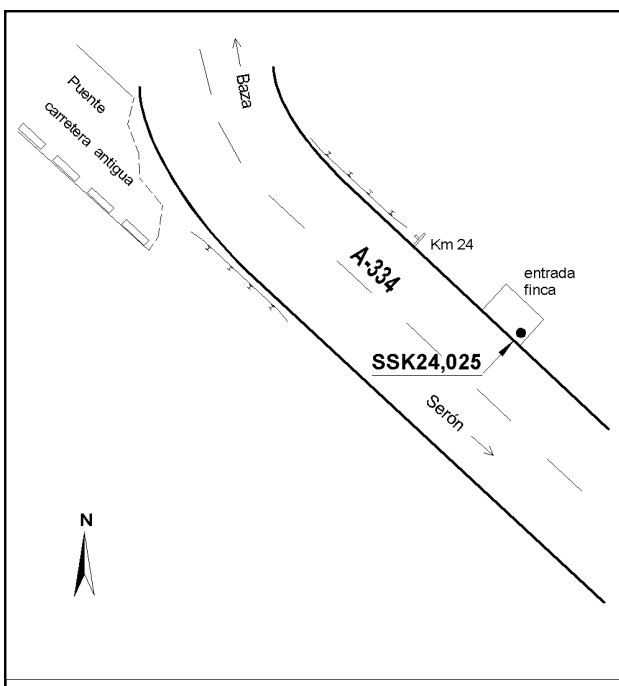 Baza
Puente
carretera antigua
Km 24
A-334
entrada
finca
SSK24,025
Serón
N